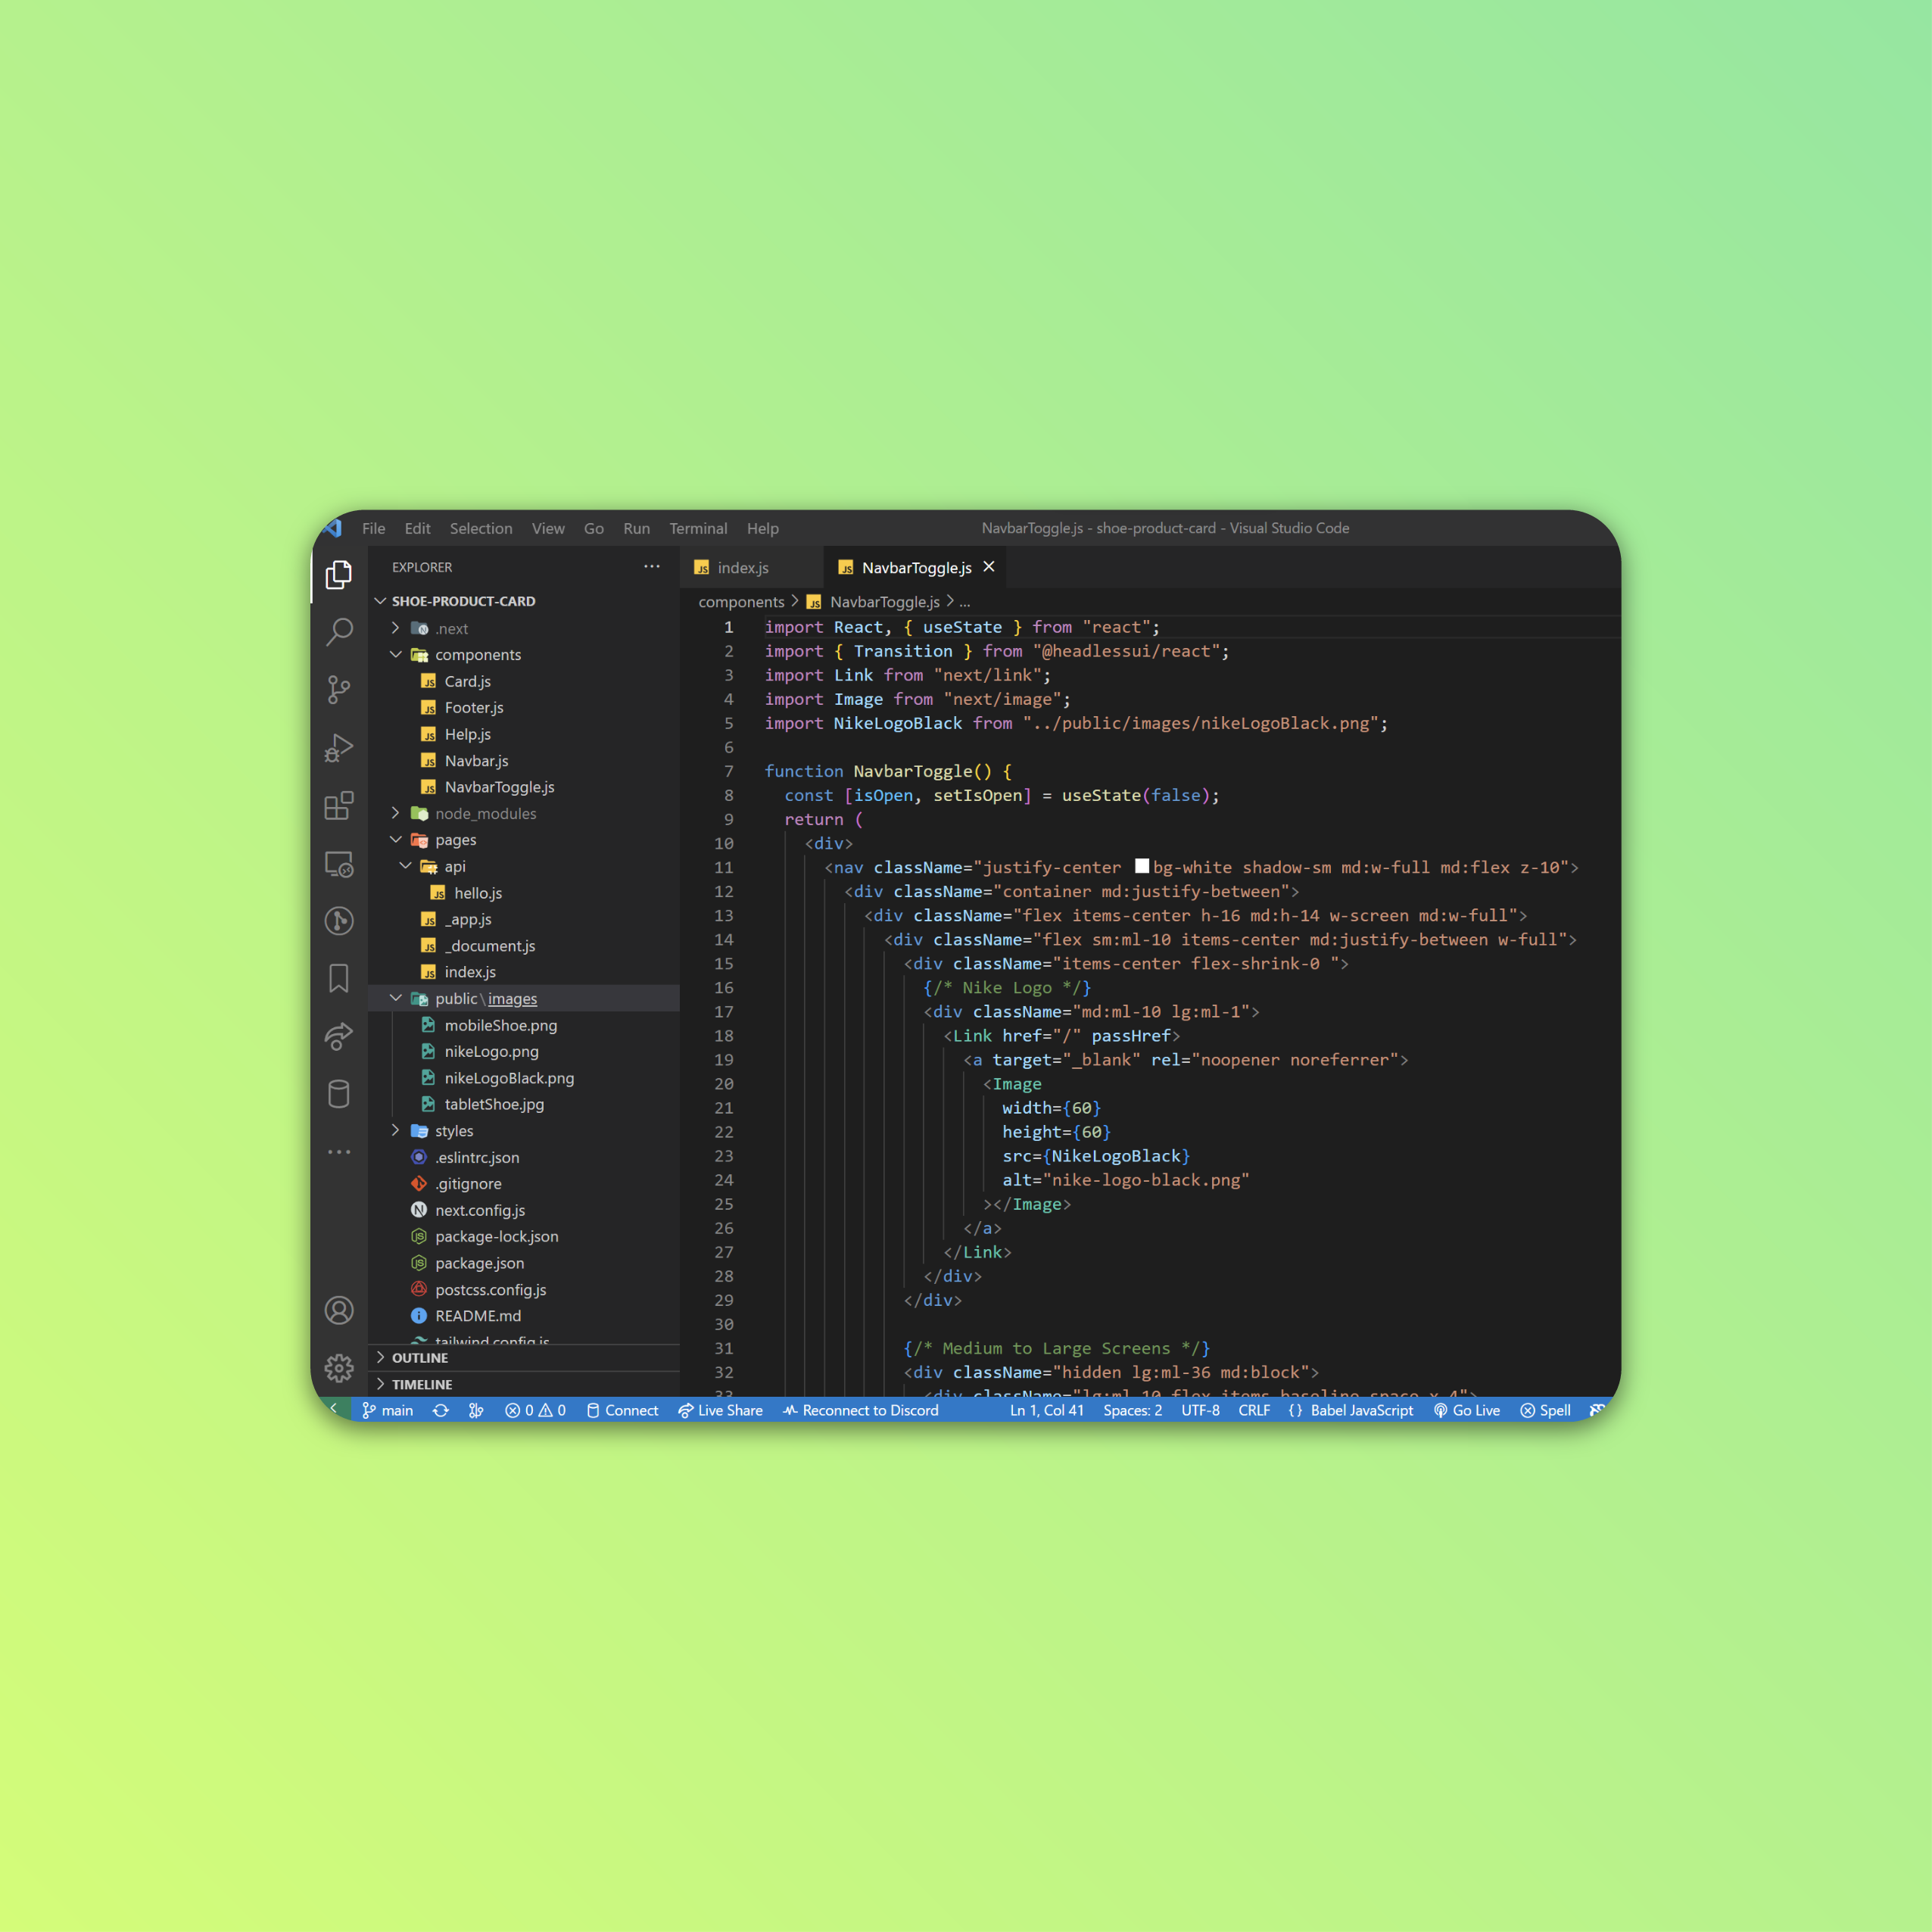 File Edit Selection View Go Run Terminal Help NavbarToggle.js - shoe-product-card - Visual Studio Code
EXPLORER
SHOE-PRODUCT-CARD
.next
components
Card.js
Footer.js
Help.js
Navbar.js
NavbarToggle.js
node_modules
pages
api
hello.js
_app.js
_document.js
index.js
public\images
mobileShoe.png
nikeLogo.png
nikeLogoBlack.png
tabletShoe.jpg
styles
.eslintrc.json
.gitignore
next.config.js
package-lock.json
package.json
postcss.config.js
README.md
tailwind.config.js
OUTLINE
TIMELINE
index.js NavbarToggle.js
components > NavbarToggle.js > ...
1 import React, { useState } from "react";
2 import { Transition } from "@headlessui/react";
3 import Link from "next/link";
4 import Image from "next/image";
5 import NikeLogoBlack from "../public/images/nikeLogoBlack.png";
6
7 function NavbarToggle() {
8 const [isOpen, setIsOpen] = useState(false);
9 return (
10 <div>
11 <nav className="justify-center bg-white shadow-sm md:w-full md:flex z-10">
12 <div className="container md:justify-between">
13 <div className="flex items-center h-16 md:h-14 w-screen md:w-full">
14 <div className="flex sm:ml-10 items-center md:justify-between w-full">
15 <div className="items-center flex-shrink-0 ">
16 {/* Nike Logo */}
17 <div className="md:ml-10 lg:ml-1">
18 <Link href="/" passHref>
19 <a target="_blank" rel="noopener noreferrer">
20 <Image
21 width={60}
22 height={60}
23 src={NikeLogoBlack}
24 alt="nike-logo-black.png"
25 ></Image>
26 </a>
27 </Link>
28 </div>
29 </div>
30
31 {/* Medium to Large Screens */}
32 <div className="hidden lg:ml-36 md:block">
33 <div className="lg:ml-10 flex items-baseline space-x-4">
main 0 0 Connect Live Share Reconnect to Discord Ln 1, Col 41 Spaces: 2 UTF-8 CRLF {} Babel JavaScript Go Live Spell